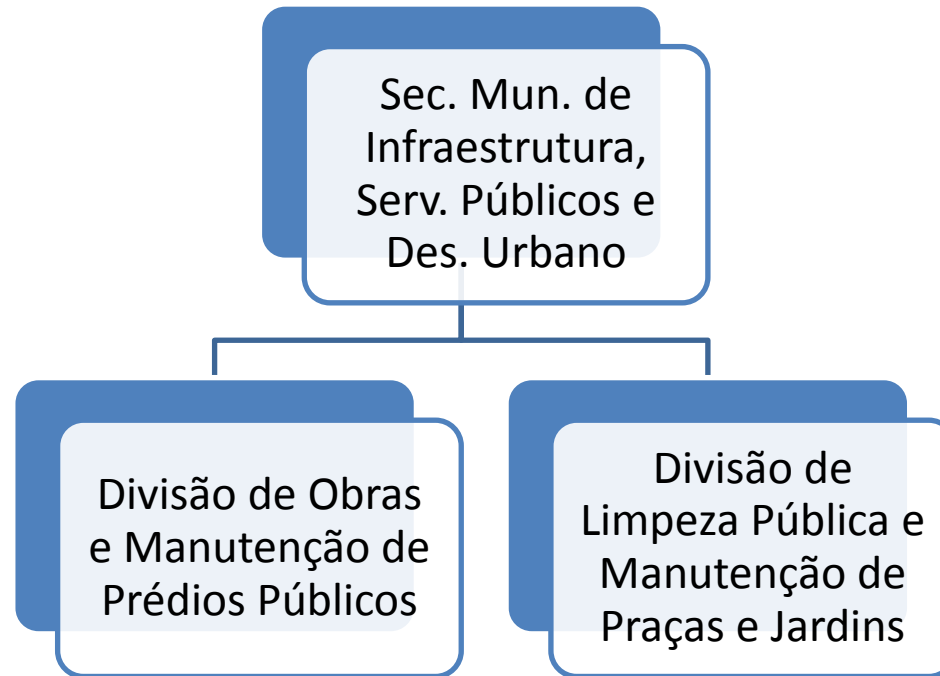 Sec. Mun. de
Infraestrutura,
Serv. Públicos e
Des. Urbano
Divisão de Obras
e Manutenção de
Prédios Públicos
Divisão de
Limpeza Pública e
Manutenção de
Praças e Jardins